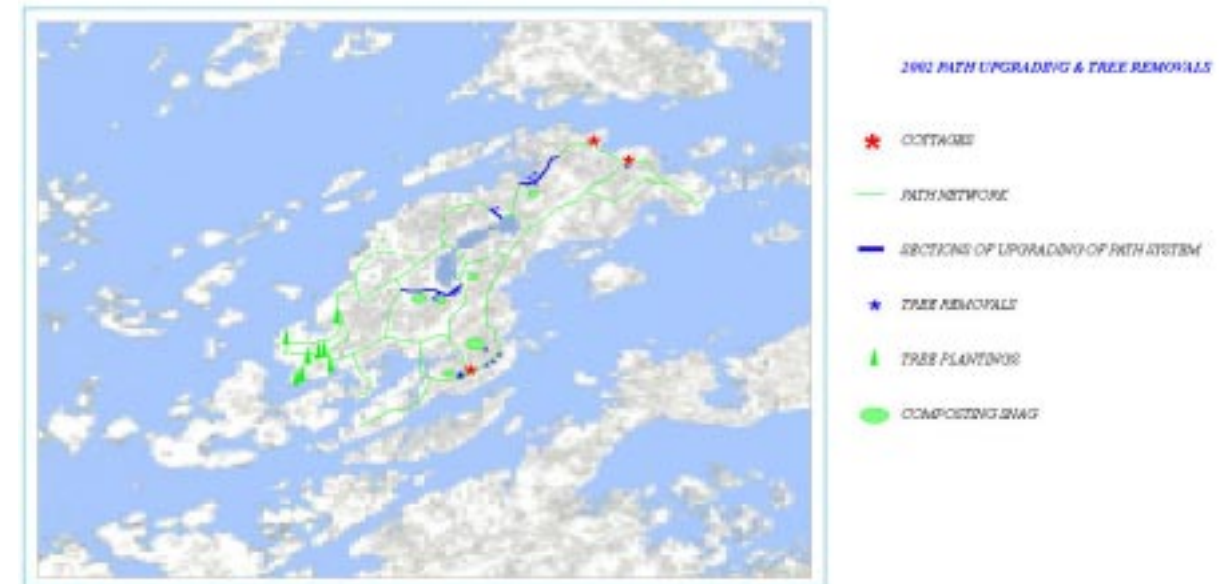 2002 PATH UPGRADING & TREE REMOVALS
COTTAGES
PATH NETWORK
SECTIONS OF UPGRADING OF PATH SYSTEM
TREE REMOVALS
TREE PLANTINGS
COMPOSTING SNAG